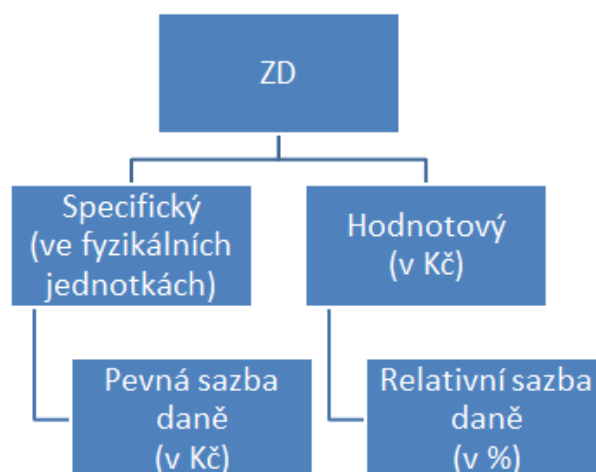 ZD
Specifický
(ve fyzikálních
jednotkách)
Hodnotový
(v Kč)
Pevná sazba
daně
(v Kč)
Relativní sazba
daně
(v %)